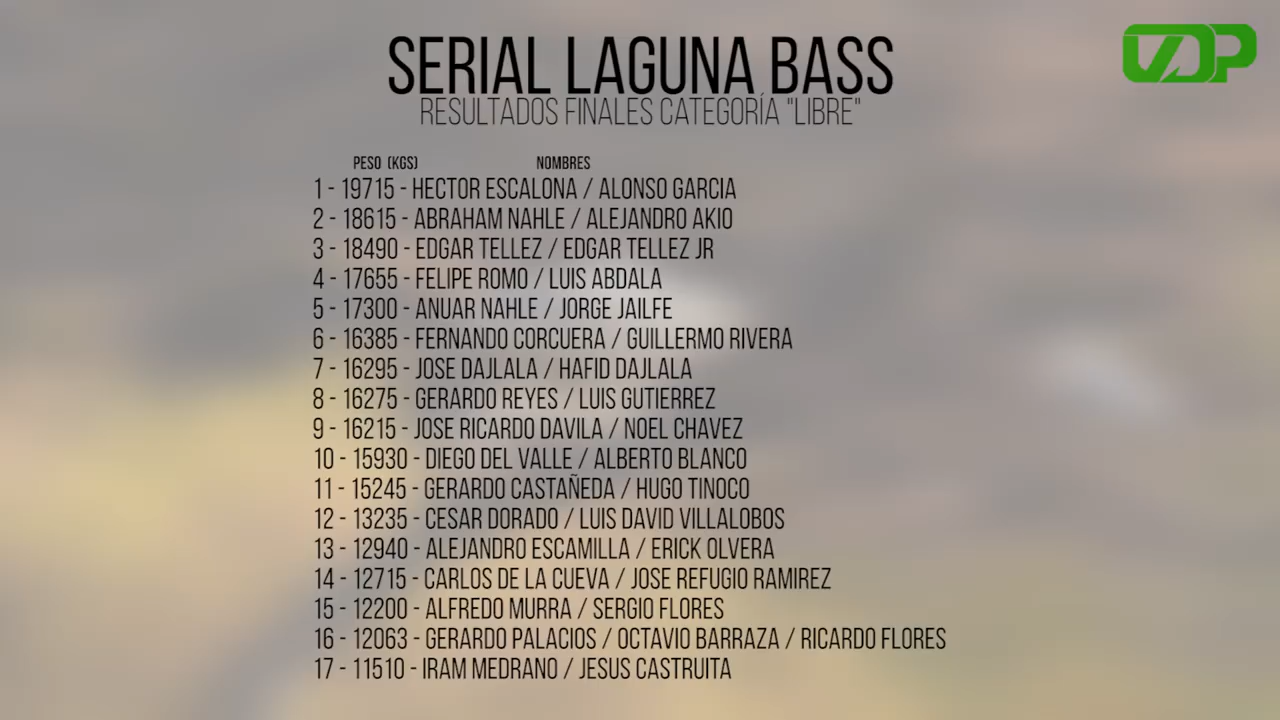 VDP
SERIAL LAGUNA BASS
RESULTADOS FINALES CATEGORÍA "LIBRE"
PESO (KGS) NOMBRES
1 - 19715 - HECTOR ESCALONA / ALONSO GARCIA
2 - 18615 - ABRAHAM NAHLE / ALEJANDRO AKIO
3 - 18490 - EDGAR TELLEZ / EDGAR TELLEZ JR
4 - 17655 - FELIPE ROMO / LUIS ABDALA
5 - 17300 - ANUAR NAHLE / JORGE JAILFE
6 - 16385 - FERNANDO CORCUERA / GUILLERMO RIVERA
7 - 16295 - JOSE DAJLALA / HAFID DAJLALA
8 - 16275 - GERARDO REYES / LUIS GUTIERREZ
9 - 16215 - JOSE RICARDO DAVILA / NOEL CHAVEZ
10 - 15930 - DIEGO DEL VALLE / ALBERTO BLANCO
11 - 15245 - GERARDO CASTAÑEDA / HUGO TINOCO
12 - 13235 - CESAR DORADO / LUIS DAVID VILLALOBOS
13 - 12940 - ALEJANDRO ESCAMILLA / ERICK OLVERA
14 - 12715 - CARLOS DE LA CUEVA / JOSE REFUGIO RAMIREZ
15 - 12200 - ALFREDO MURRA / SERGIO FLORES
16 - 12063 - GERARDO PALACIOS / OCTAVIO BARRAZA / RICARDO FLORES
17 - 11510 - IRAM MEDRANO / JESUS CASTRUITA